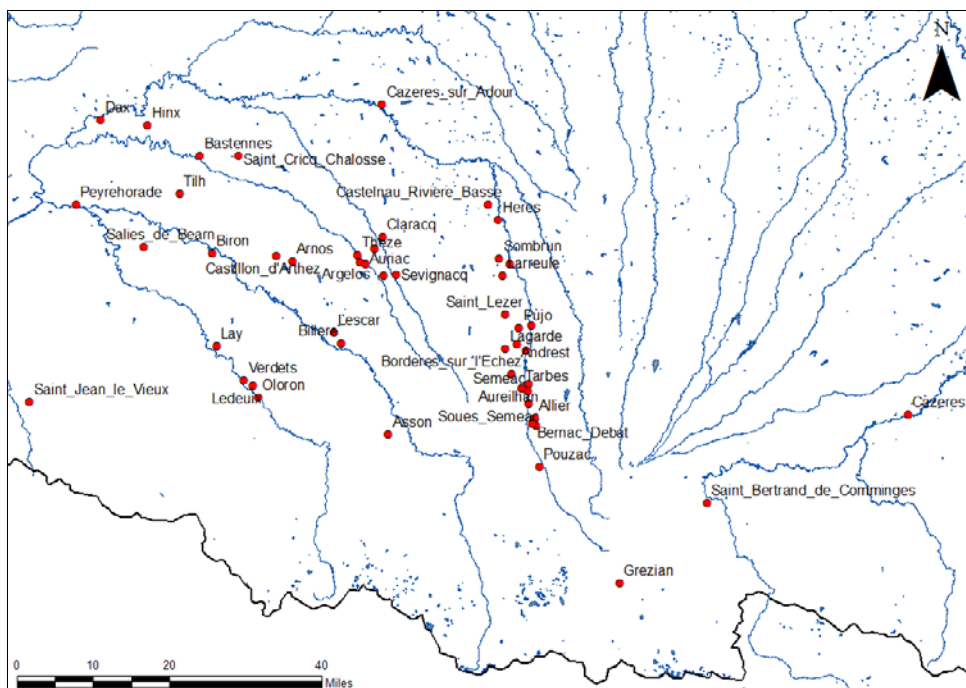 N
Cazeres_sur_Adour
Dax
Hinx
Bastennes
Saint_Cricq_Chalosse
Tilh
Castelnau_Riviere_Basse
Peyrehorade
Heres
Claracq
Salies_de_Bearn
Biron
Arnos
Theze
Sombrun
Castillon_d'Arthez
Auriac
Larreule
Argelos
Sevignacq
Saint_Lezer
Pujo
Lescar
Billere
Lagarde
Lay
Andrest
Borderes_sur_l'Echez
Verdets
Semeac
Tarbes
Oloron
Saint_Jean_le_Vieux
Ledeuix
Aureilhan
Allier
Cazeres
Soues_Semeac
Asson
Bernac_Debat
Pouzac
Saint_Bertrand_de_Comminges
Grezian
0 10 20 40
Miles